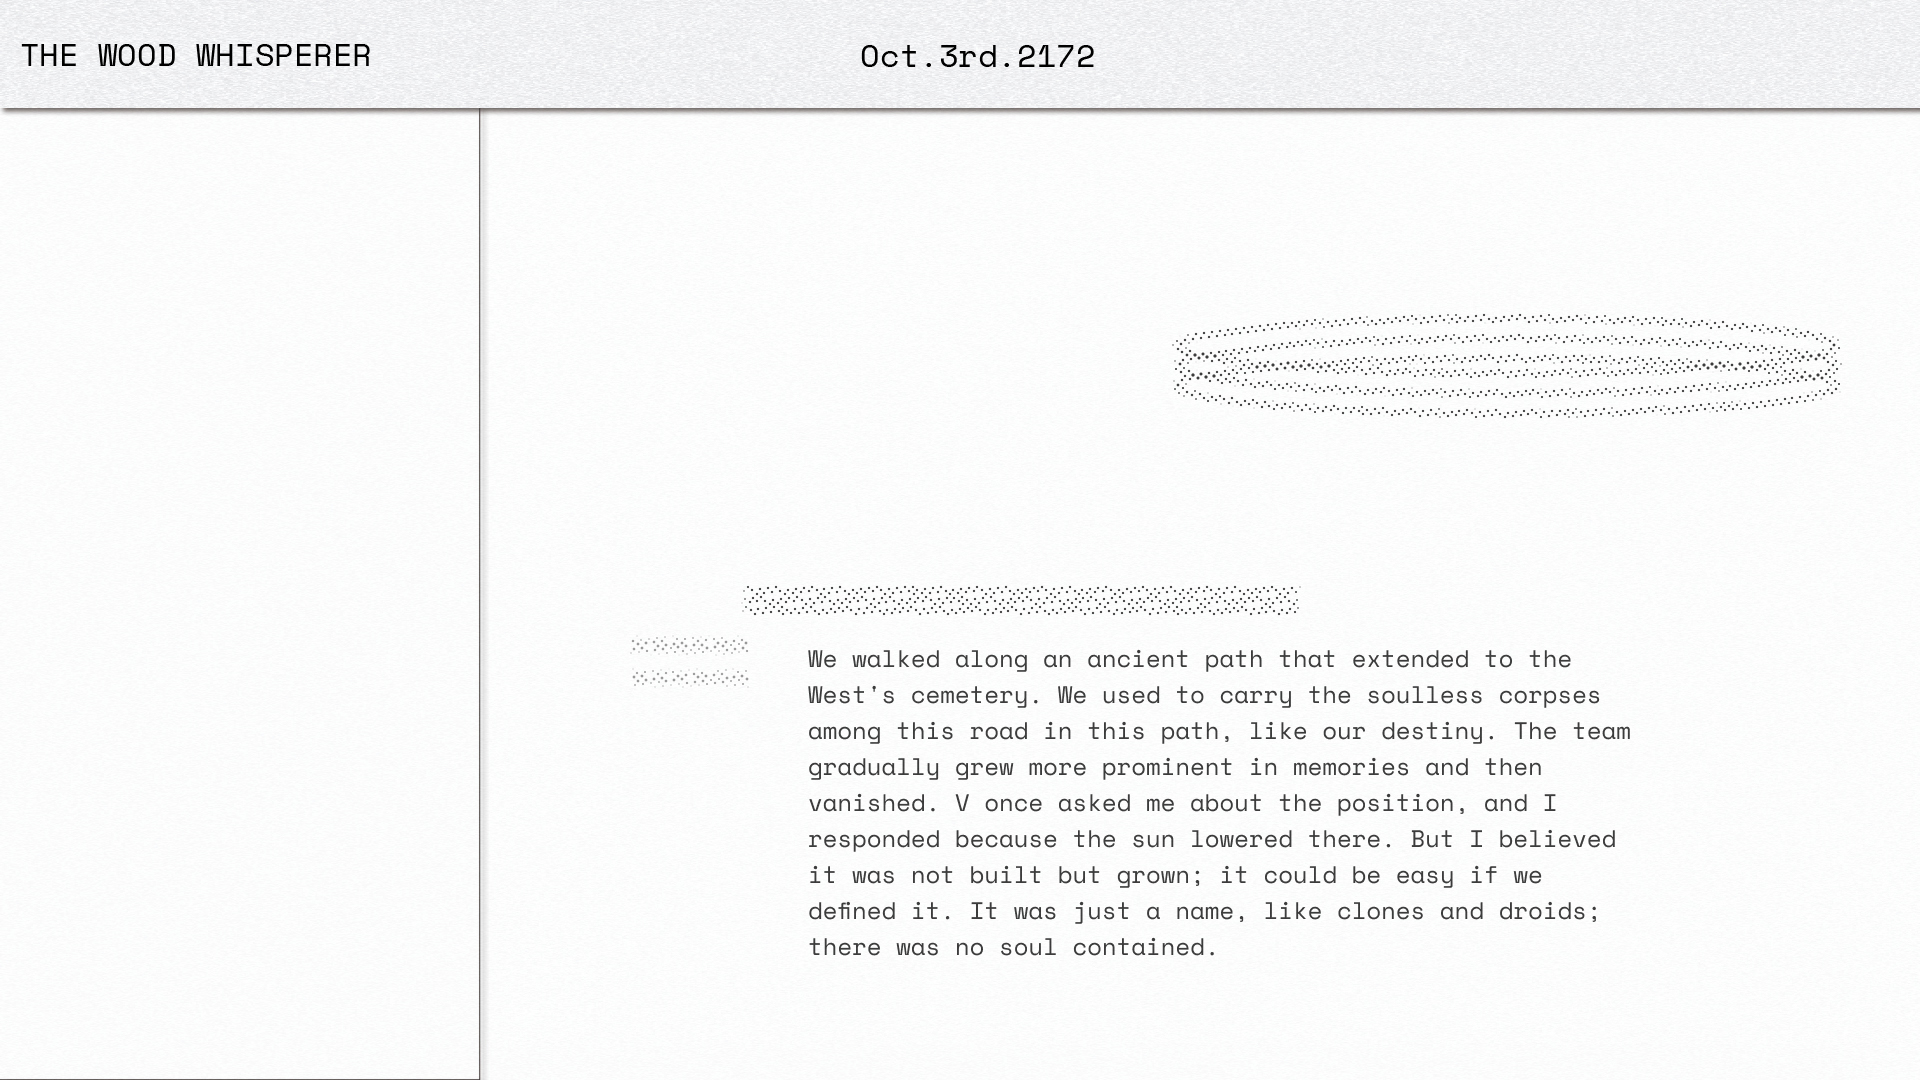 THE WOOD WHISPERER
Oct.3rd.2172
We walked along an ancient path that extended to the
West's cemetery. We used to carry the soulless corpses
among this road in this path, like our destiny. The team
gradually grew more prominent in memories and then
vanished. V once asked me about the position, and I
responded because the sun lowered there. But I believed
it was not built but grown; it could be easy if we
defined it. It was just a name, like clones and droids;
there was no soul contained.